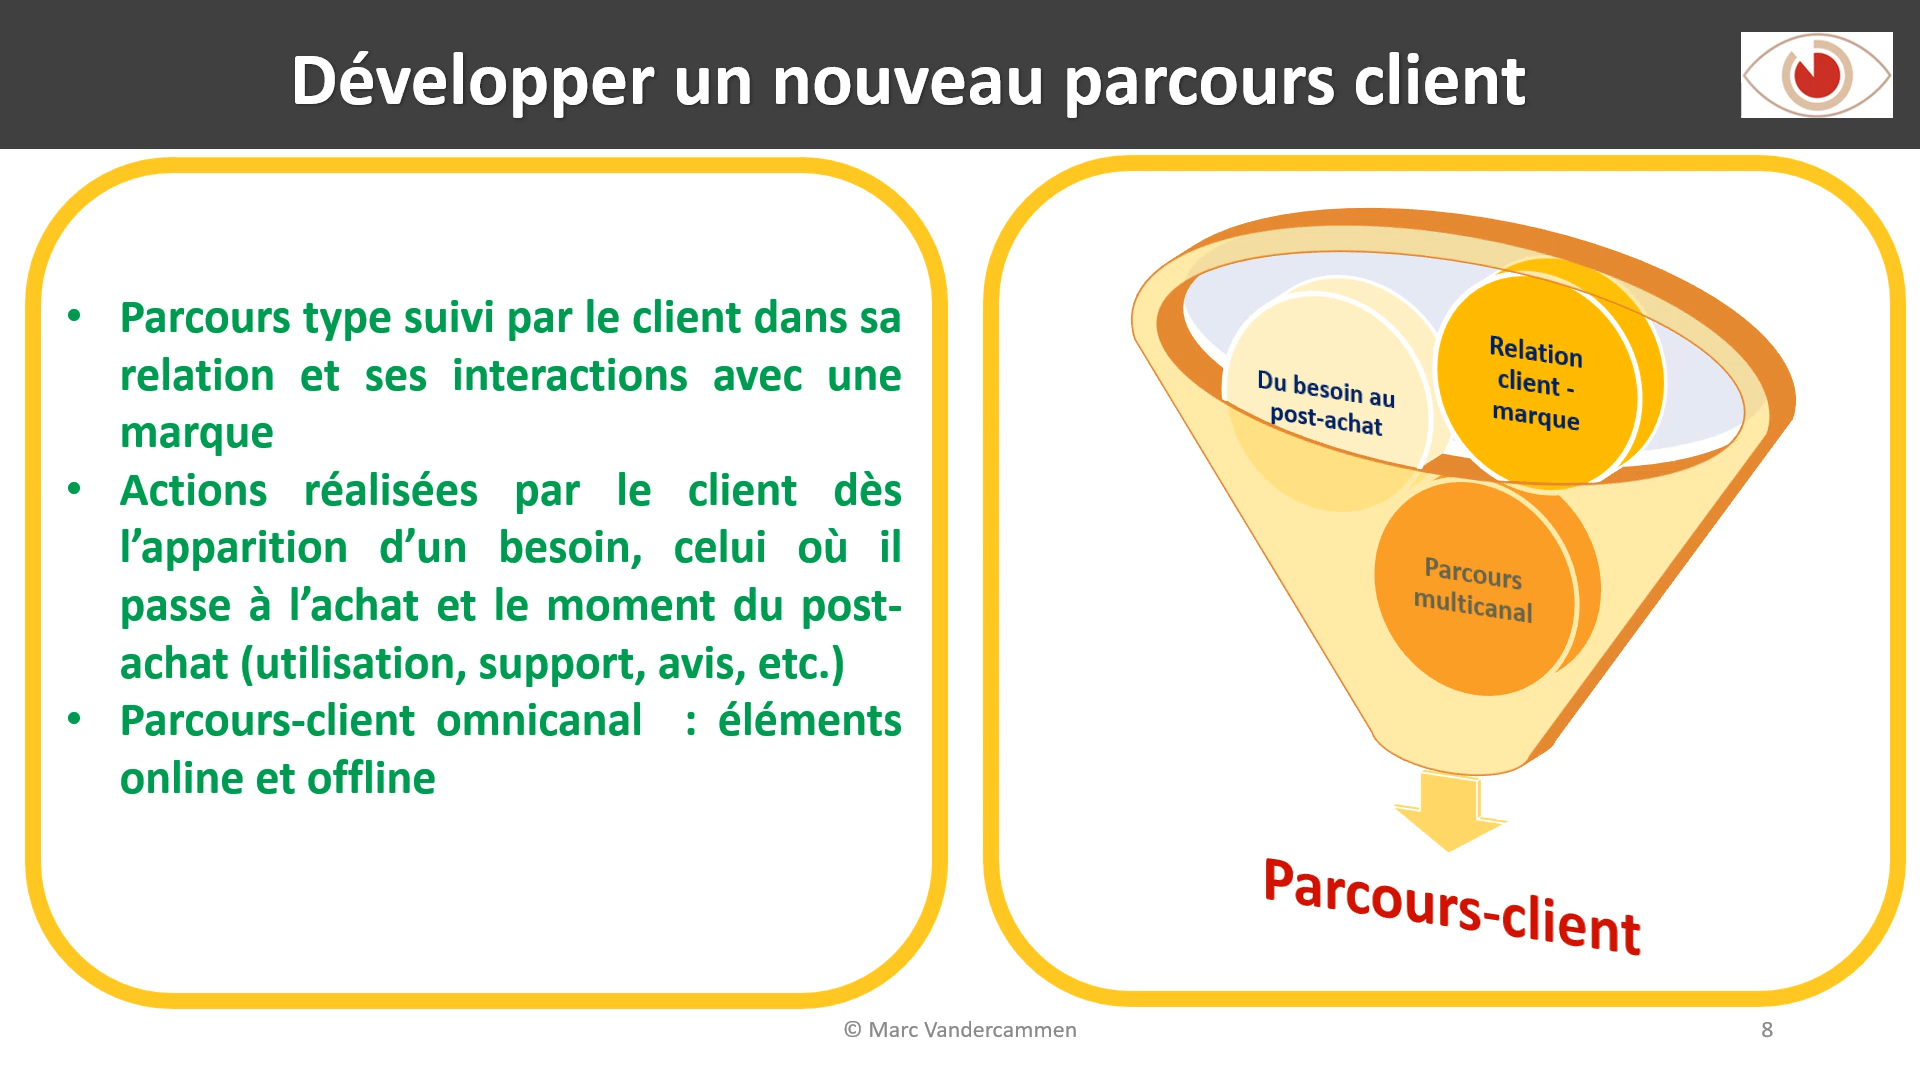 Développer un nouveau parcours client
• Parcours type suivi par le client dans sa
relation et ses interactions avec une
marque
• Actions réalisées par le client dès
l’apparition d’un besoin, celui où il
passe à l’achat et le moment du post-
achat (utilisation, support, avis, etc.)
• Parcours-client omnicanal : éléments
online et offline
Du besoin au
post-achat
Relation
client -
marque
Parcours
multicanal
Parcours-client
© Marc Vandercammen
8